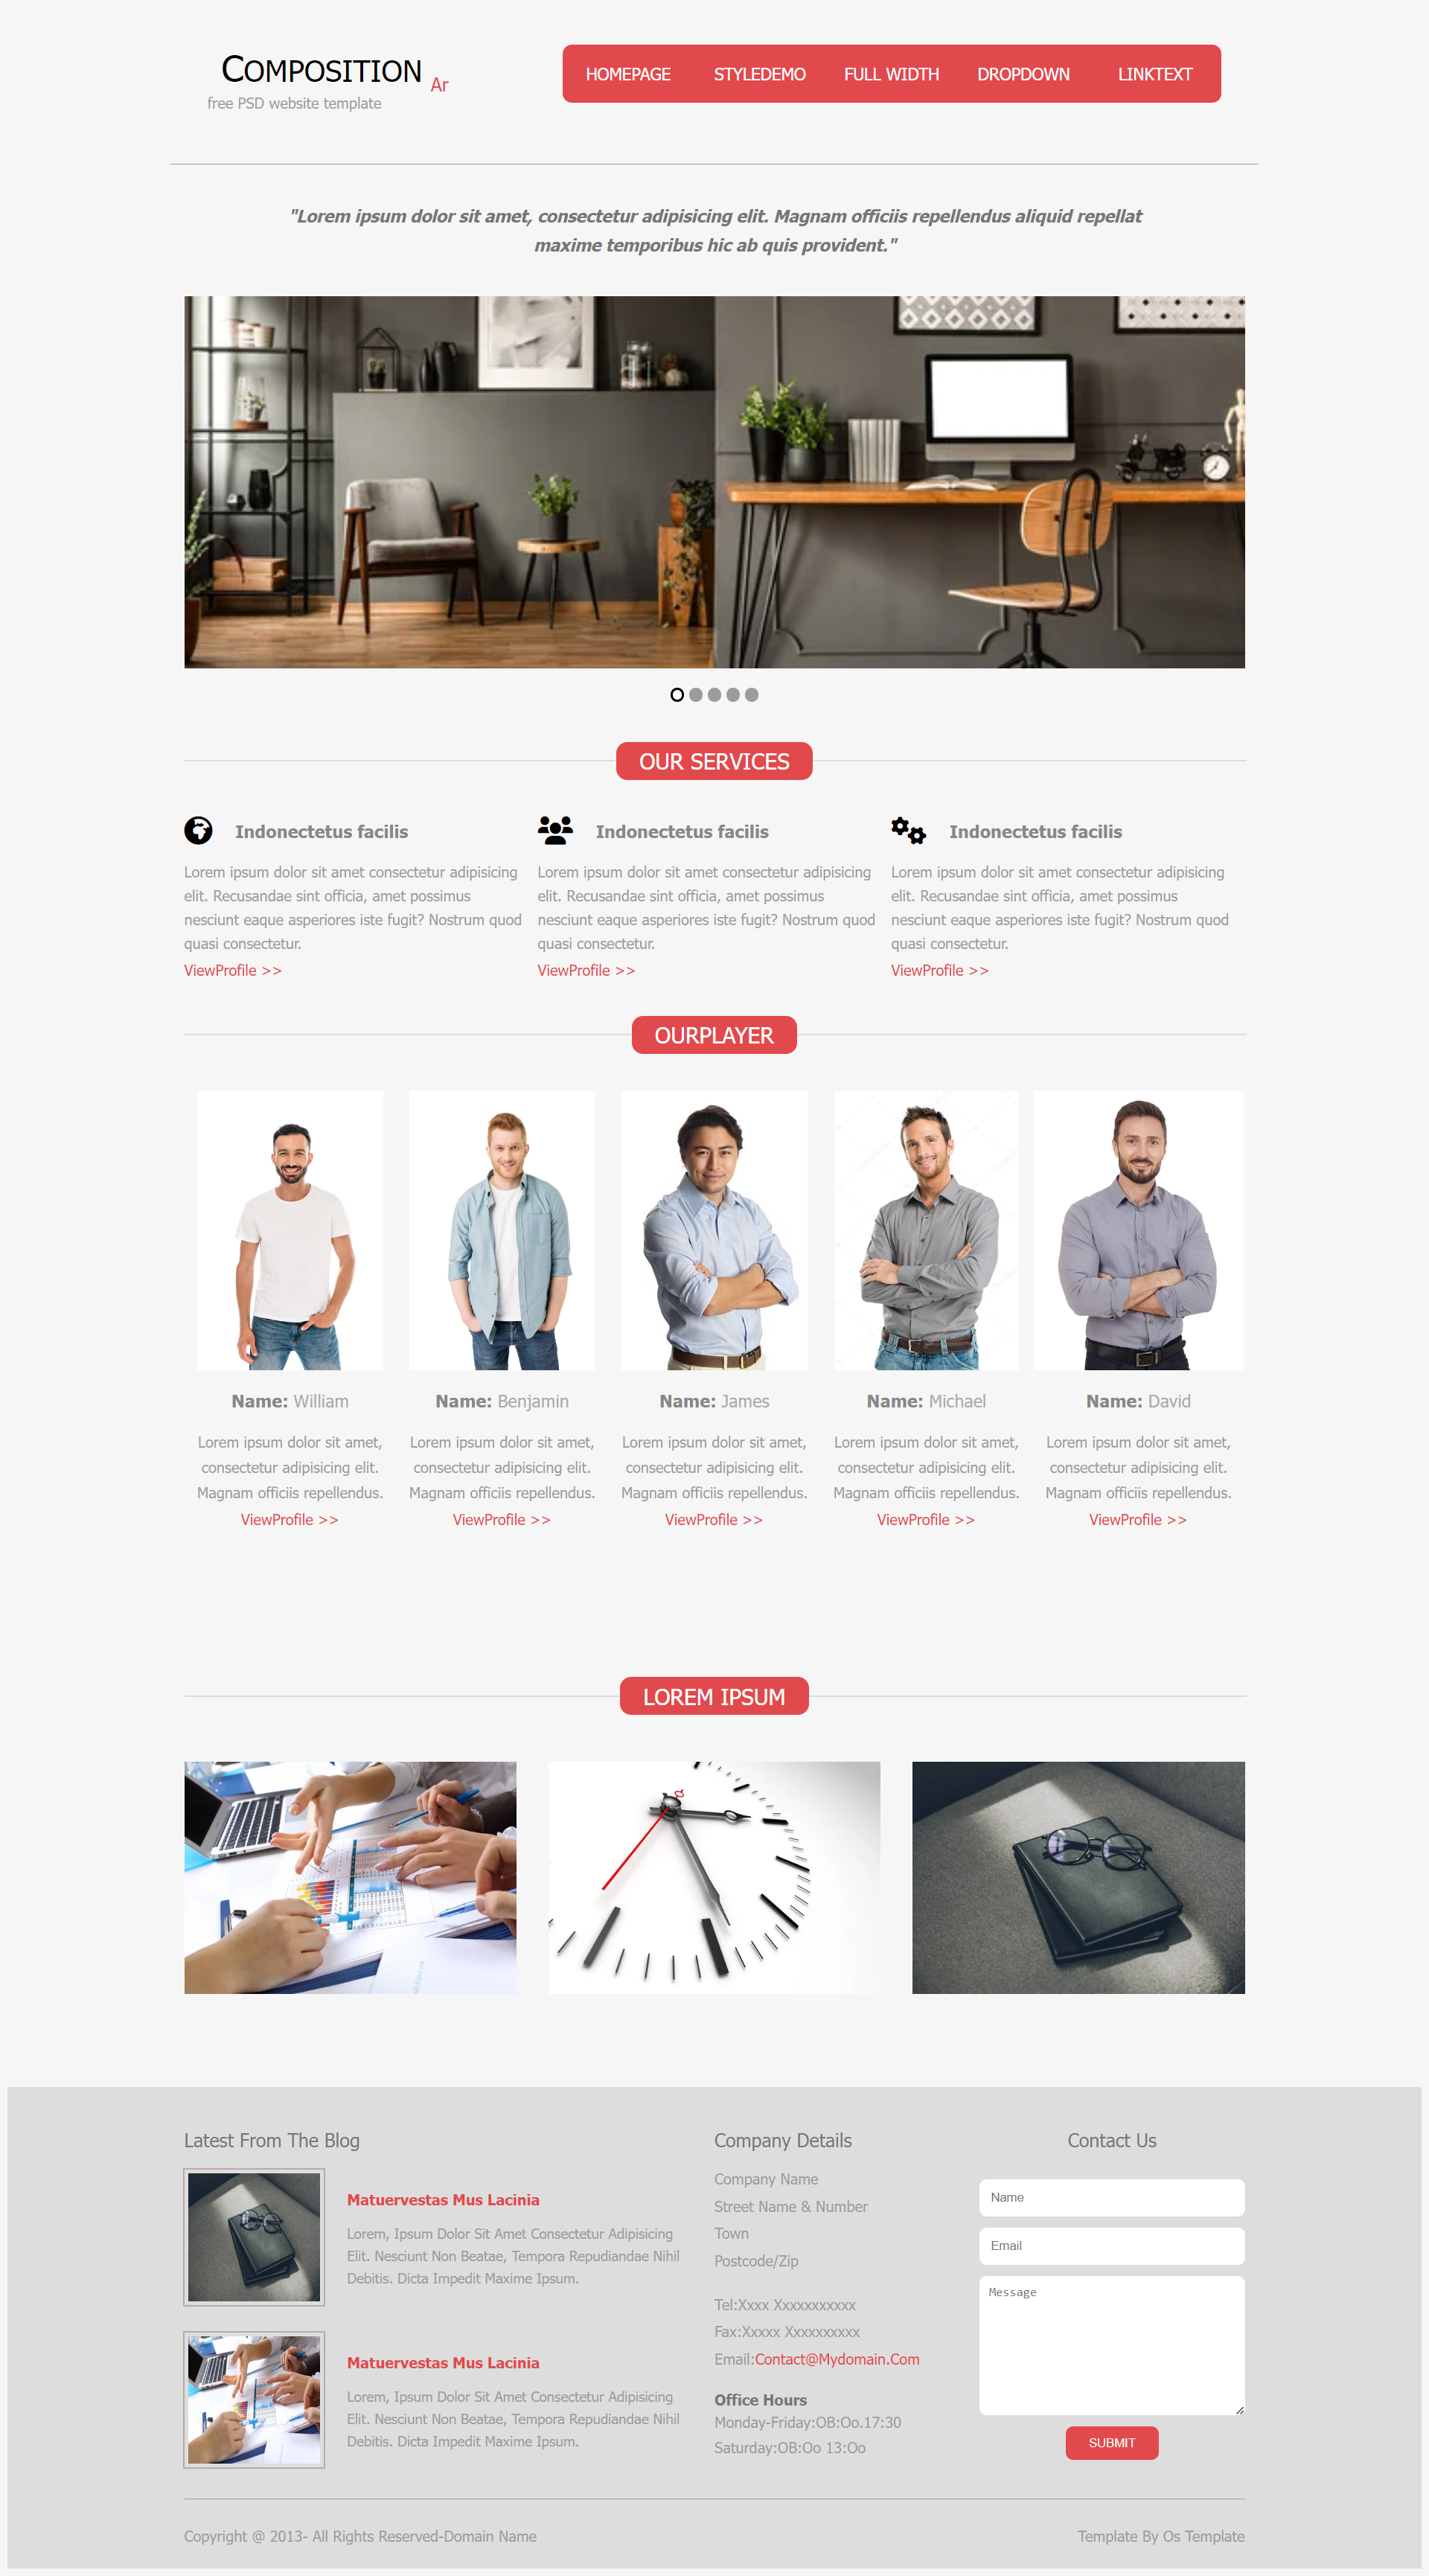 COMPOSITION Ar
free PSD website template
HOMEPAGE STYLEDEMO FULL WIDTH DROPDOWN LINKTEXT
"Lorem ipsum dolor sit amet, consectetur adipisicing elit. Magnam officiis repellendus aliquid repellat
maxime temporibus hic ab quis provident."
OUR SERVICES
Indonectetus facilis
Lorem ipsum dolor sit amet consectetur adipisicing
elit. Recusandae sint officia, amet possimus
nesciunt eaque asperiores iste fugit? Nostrum quod
quasi consectetur.
ViewProfile >>
Indonectetus facilis
Lorem ipsum dolor sit amet consectetur adipisicing
elit. Recusandae sint officia, amet possimus
nesciunt eaque asperiores iste fugit? Nostrum quod
quasi consectetur.
ViewProfile >>
Indonectetus facilis
Lorem ipsum dolor sit amet consectetur adipisicing
elit. Recusandae sint officia, amet possimus
nesciunt eaque asperiores iste fugit? Nostrum quod
quasi consectetur.
ViewProfile >>
OURPLAYER
Name: William
Lorem ipsum dolor sit amet,
consectetur adipisicing elit.
Magnam officiis repellendus.
ViewProfile >>
Name: Benjamin
Lorem ipsum dolor sit amet,
consectetur adipisicing elit.
Magnam officiis repellendus.
ViewProfile >>
Name: James
Lorem ipsum dolor sit amet,
consectetur adipisicing elit.
Magnam officiis repellendus.
ViewProfile >>
Name: Michael
Lorem ipsum dolor sit amet,
consectetur adipisicing elit.
Magnam officiis repellendus.
ViewProfile >>
Name: David
Lorem ipsum dolor sit amet,
consectetur adipisicing elit.
Magnam officiis repellendus.
ViewProfile >>
LOREM IPSUM
Latest From The Blog
Matuervestas Mus Lacinia
Lorem, Ipsum Dolor Sit Amet Consectetur Adipisicing
Elit. Nesciunt Non Beatae, Tempora Repudiandae Nihil
Debitis. Dicta Impedit Maxime Ipsum.
Matuervestas Mus Lacinia
Lorem, Ipsum Dolor Sit Amet Consectetur Adipisicing
Elit. Nesciunt Non Beatae, Tempora Repudiandae Nihil
Debitis. Dicta Impedit Maxime Ipsum.
Company Details
Company Name
Street Name & Number
Town
Postcode/Zip
Tel:Xxxx Xxxxxxxxxxx
Fax:Xxxxx Xxxxxxxxxx
Email:Contact@Mydomain.Com
Office Hours
Monday-Friday:OB:Oo.17:30
Saturday:OB:Oo 13:Oo
Contact Us
Name
Email
Message
SUBMIT
Copyright @ 2013- All Rights Reserved-Domain Name
Template By Os Template